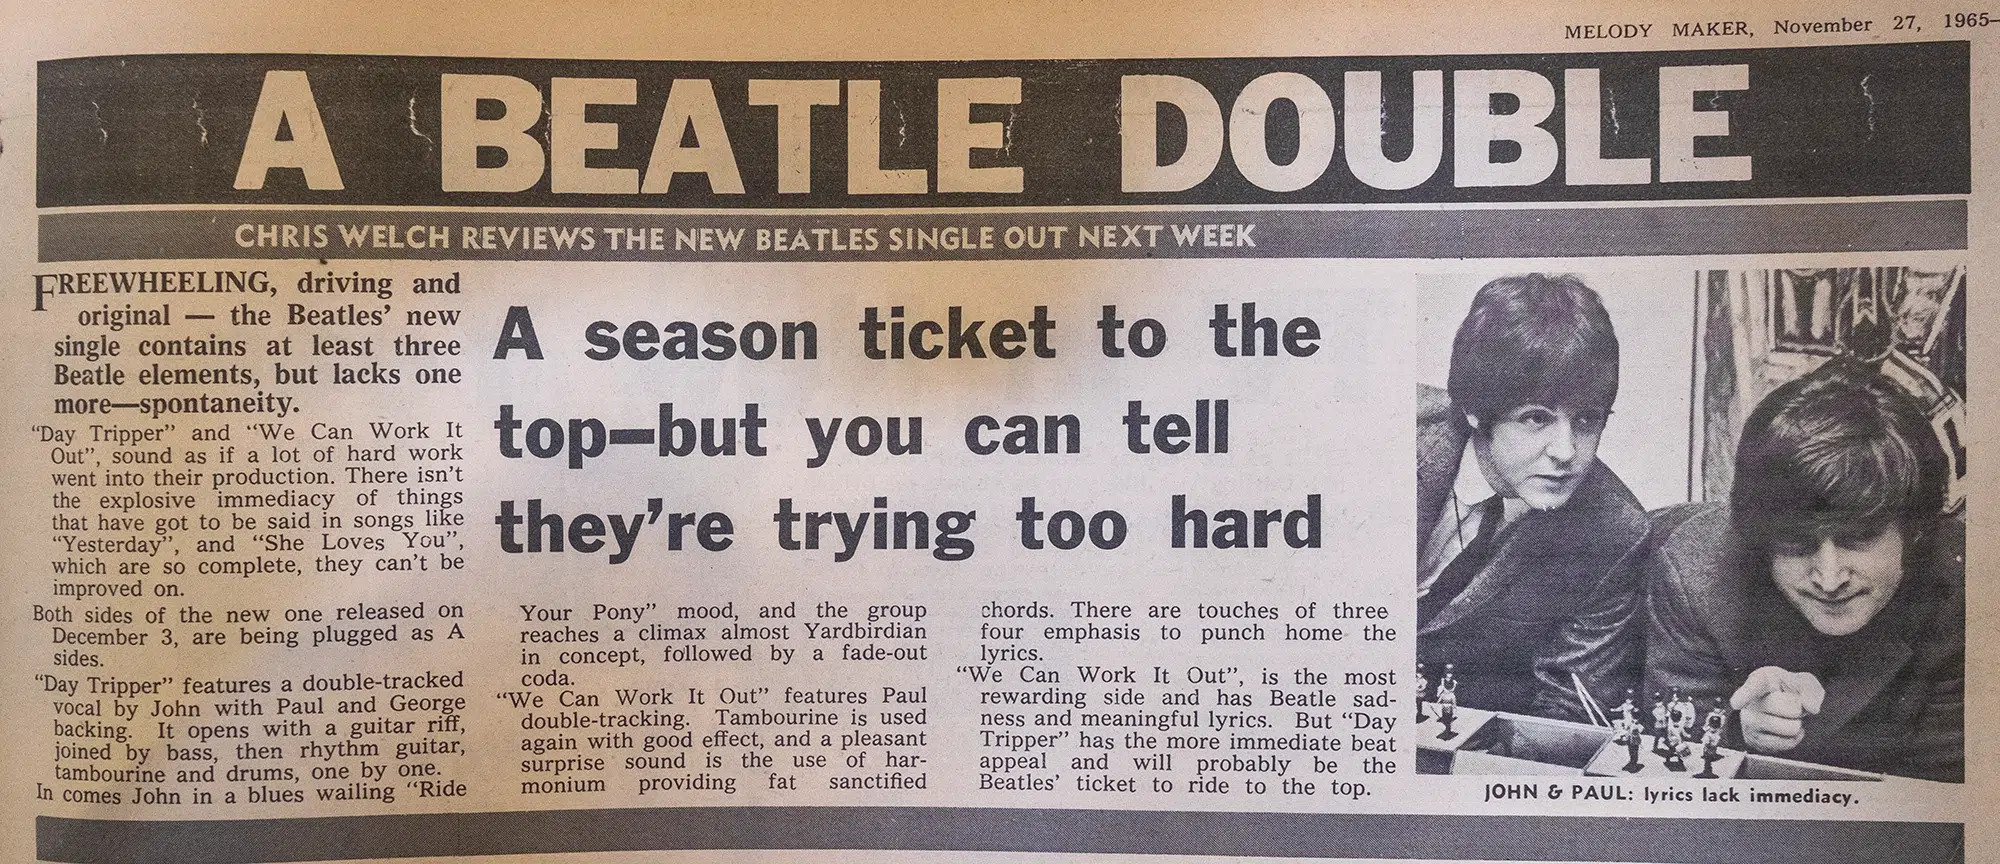 MELODY MAKER, November 27, 1965—
A BEATLE DOUBLE
CHRIS WELCH REVIEWS THE NEW BEATLES SINGLE OUT NEXT WEEK
FREEWHEELING, driving and
original — the Beatles' new
single contains at least three
Beatle elements, but lacks one
more—spontaneity.
"Day Tripper" and "We Can Work It
Out", sound as if a lot of hard work
went into their production. There isn't
the explosive immediacy of things
that have got to be said in songs like
"Yesterday", and "She Loves You",
which are so complete, they can't be
improved on.
Both sides of the new one released on
December 3, are being plugged as A
sides.
"Day Tripper" features a double-tracked
vocal by John with Paul and George
backing. It opens with a guitar riff,
joined by bass, then rhythm guitar,
tambourine and drums, one by one.
In comes John in a blues wailing "Ride
A season ticket to the
top—but you can tell
they're trying too hard
Your Pony" mood, and the group
reaches a climax almost Yardbirdian
in concept, followed by a fade-out
coda.
"We Can Work It Out" features Paul
double-tracking. Tambourine is used
again with good effect, and a pleasant
surprise sound is the use of har-
monium providing fat sanctified
chords. There are touches of three
four emphasis to punch home the
lyrics.
"We Can Work It Out", is the most
rewarding side and has Beatle sad-
ness and meaningful lyrics. But "Day
Tripper" has the more immediate beat
appeal and will probably be the
Beatles' ticket to ride to the top.
JOHN & PAUL: lyrics lack immediacy.